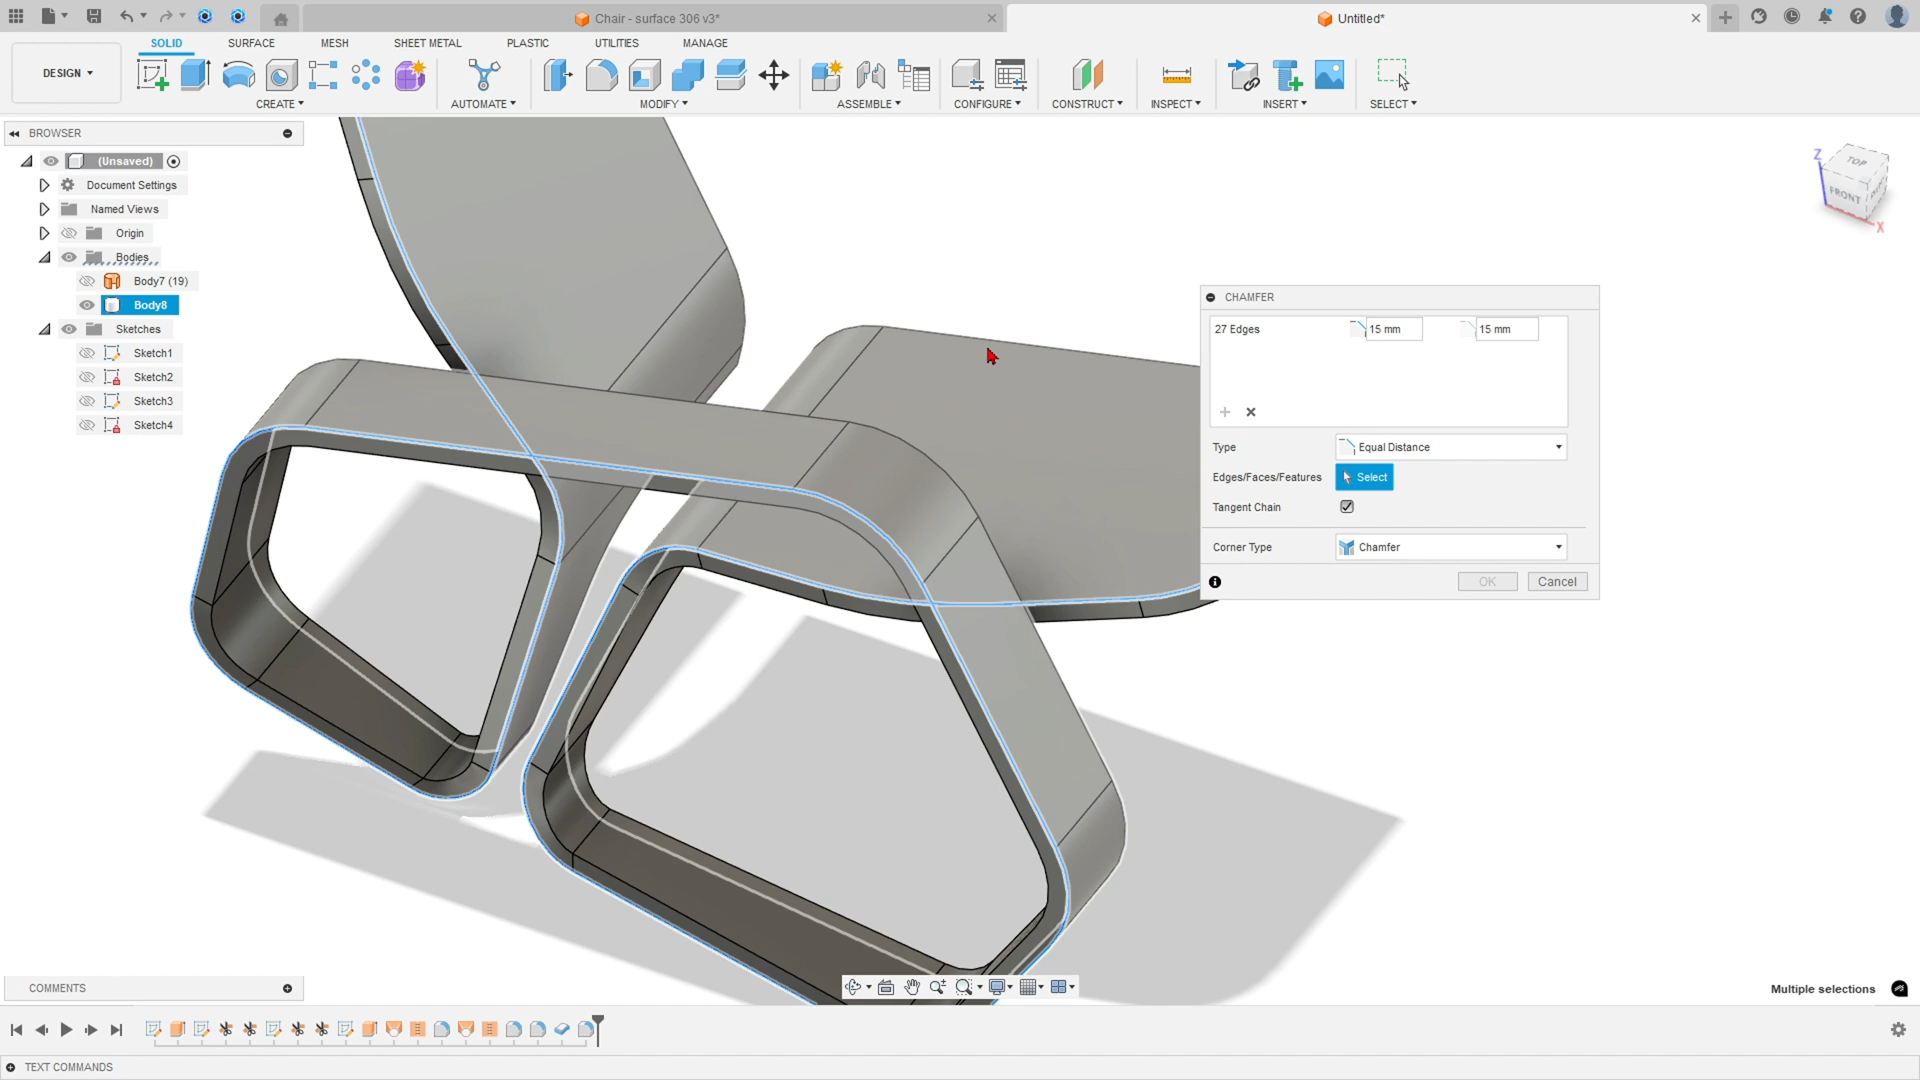 Chair - surface 306 v3*
Untitled*
SOLID SURFACE MESH SHEET METAL PLASTIC UTILITIES MANAGE
DESIGN
CREATE AUTOMATE MODIFY ASSEMBLE CONFIGURE CONSTRUCT INSPECT INSERT SELECT
BROWSER
(Unsaved)
Document Settings
Named Views
Origin
Bodies
Body7 (19)
Body8
Sketches
Sketch1
Sketch2
Sketch3
Sketch4
Z
TOP
FRONT
X
CHAMFER
27 Edges 15 mm 15 mm
Type Equal Distance
Edges/Faces/Features Select
Tangent Chain
Corner Type Chamfer
OK Cancel
COMMENTS
Multiple selections
TEXT COMMANDS